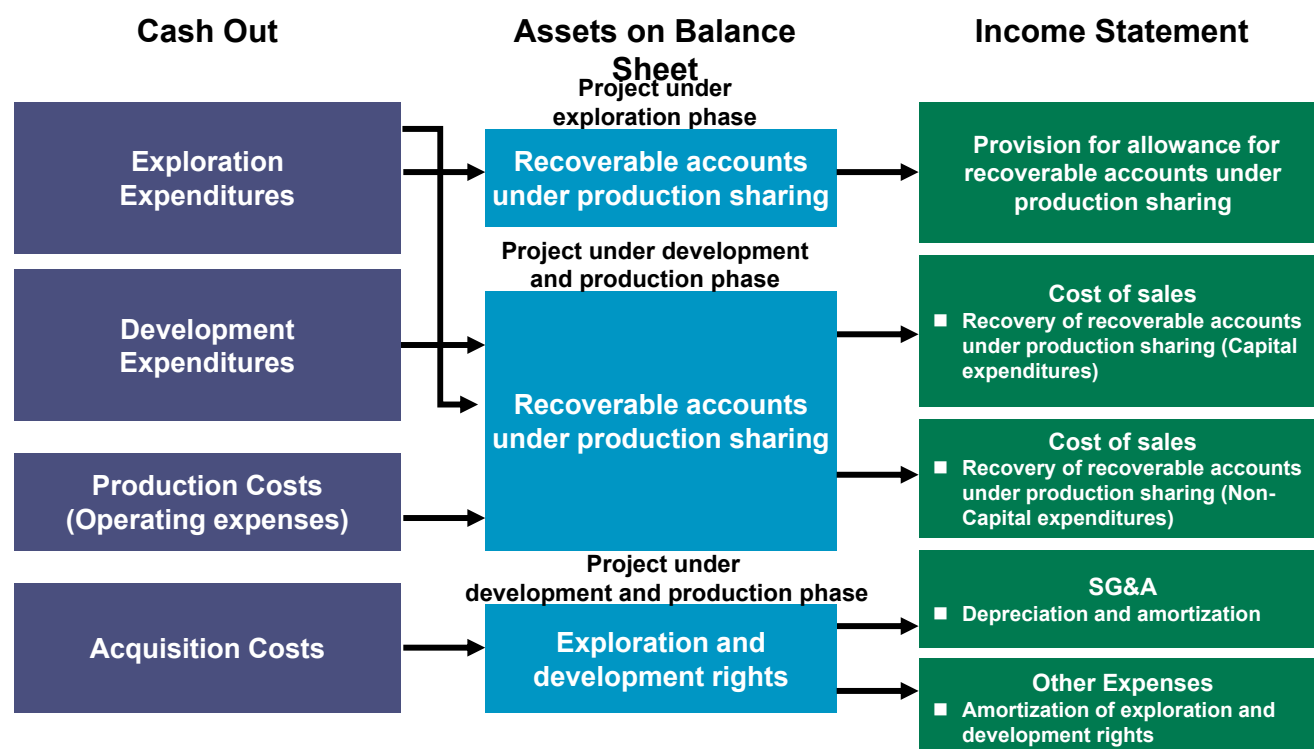 Cash Out
Assets on Balance
Sheet
Income Statement
Exploration
Expenditures
Development
Expenditures
Production Costs
(Operating expenses)
Acquisition Costs
Project under
exploration phase
Recoverable accounts
under production sharing
Project under development
and production phase
Recoverable accounts
under production sharing
Project under
development and production phase
Exploration and
development rights
Provision for allowance for
recoverable accounts under
production sharing
Cost of sales
Recovery of recoverable accounts
under production sharing (Capital
expenditures)
Cost of sales
Recovery of recoverable accounts
under production sharing (Non-
Capital expenditures)
SG&A
Depreciation and amortization
Other Expenses
Amortization of exploration and
development rights